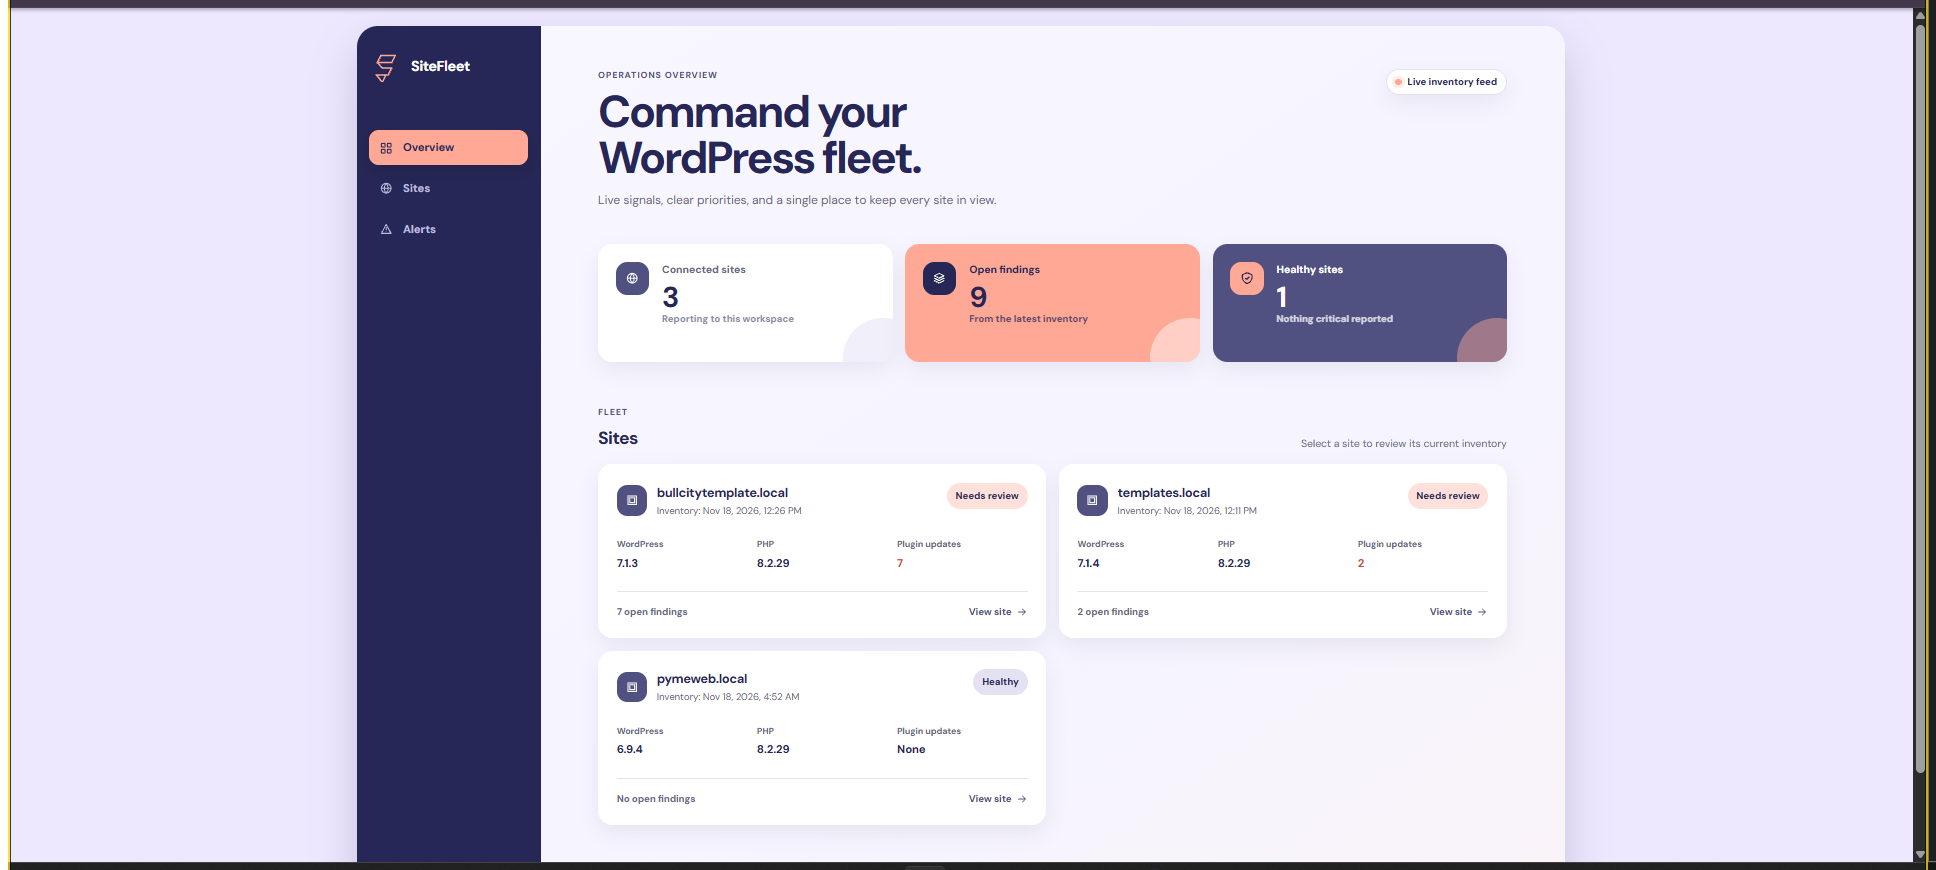 SiteFleet
Overview
Sites
Alerts
OPERATIONS OVERVIEW
Live inventory feed
Command your
WordPress fleet.
Live signals, clear priorities, and a single place to keep every site in view.
Connected sites
3
Reporting to this workspace
Open findings
9
From the latest inventory
Healthy sites
1
Nothing critical reported
FLEET
Sites
Select a site to review its current inventory
bullcitytemplate.local
Inventory: Nov 18, 2026, 12:26 PM
Needs review
WordPress PHP Plugin updates
7.1.3 8.2.29 7
7 open findings View site →
templates.local
Inventory: Nov 18, 2026, 12:11 PM
Needs review
WordPress PHP Plugin updates
7.1.4 8.2.29 2
2 open findings View site →
pymeweb.local
Inventory: Nov 18, 2026, 4:52 AM
Healthy
WordPress PHP Plugin updates
6.9.4 8.2.29 None
No open findings View site →